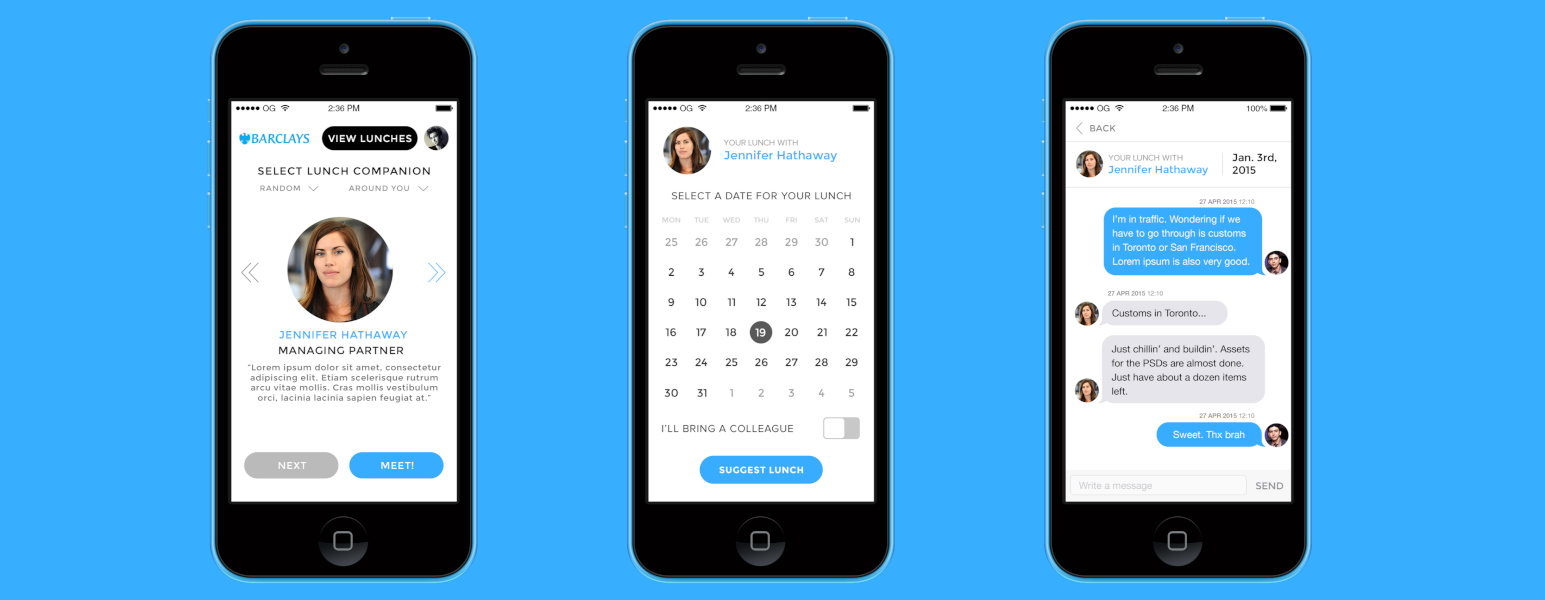 OG 2:36 PM
BARCLAYS VIEW LUNCHES
SELECT LUNCH COMPANION
RANDOM AROUND YOU
JENNIFER HATHAWAY
MANAGING PARTNER
"Lorem ipsum dolor sit amet, consectetur
adipiscing elit. Etiam scelerisque rutrum
arcu vitae mollis. Cras mollis vestibulum
orci, lacinia lacinia sapien feugiat at."
NEXT MEET!
OG 2:36 PM
YOUR LUNCH WITH
Jennifer Hathaway
SELECT A DATE FOR YOUR LUNCH
MON TUE WED THU FRI SAT SUN
25 26 27 28 29 30 1
2 3 4 5 6 7 8
9 10 11 12 13 14 15
16 17 18 19 20 21 22
23 24 25 26 27 28 29
30 31 1 2 3 4 5
I'LL BRING A COLLEAGUE
SUGGEST LUNCH
OG 2:36 PM 100%
BACK
YOUR LUNCH WITH
Jennifer Hathaway
Jan. 3rd,
2015
27 APR 2015 12:10
I'm in traffic. Wondering if we
have to go through is customs
in Toronto or San Francisco.
Lorem ipsum is also very good.
27 APR 2015 12:10
Customs in Toronto...
Just chillin' and buildin'. Assets
for the PSDs are almost done.
Just have about a dozen items
left.
27 APR 2015 12:10
Sweet. Thx brah
Write a message SEND